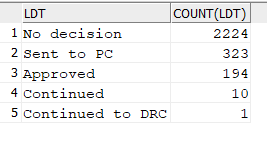 LDT COUNT(LDT)
1 No decision 2224
2 Sent to PC 323
3 Approved 194
4 Continued 10
5 Continued to DRC 1